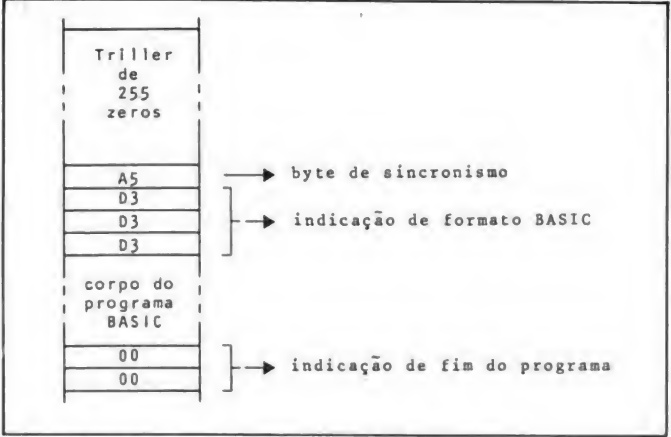 Triller
de
255
zeros
A5
byte de sincronismo
D3
D3
indicação de formato BASIC
D3
corpo do
programa
BASIC
00
indicação de fim do programa
00